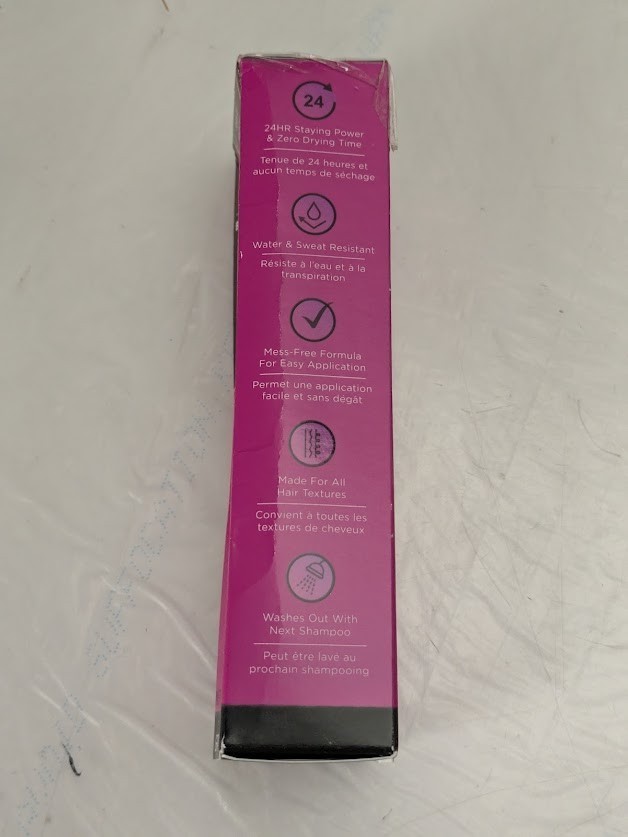 24
24HR Staying Power
& Zero Drying Time
Tenue de 24 heures et
aucun temps de séchage
Water & Sweat Resistant
Résiste à l'eau et à la
transpiration
Mess-Free Formula
For Easy Application
Permet une application
facile et sans dégât
Made For All
Hair Textures
Convient à toutes les
textures de cheveux
Washes Out With
Next Shampoo
Peut être lavé au
prochain shampooing